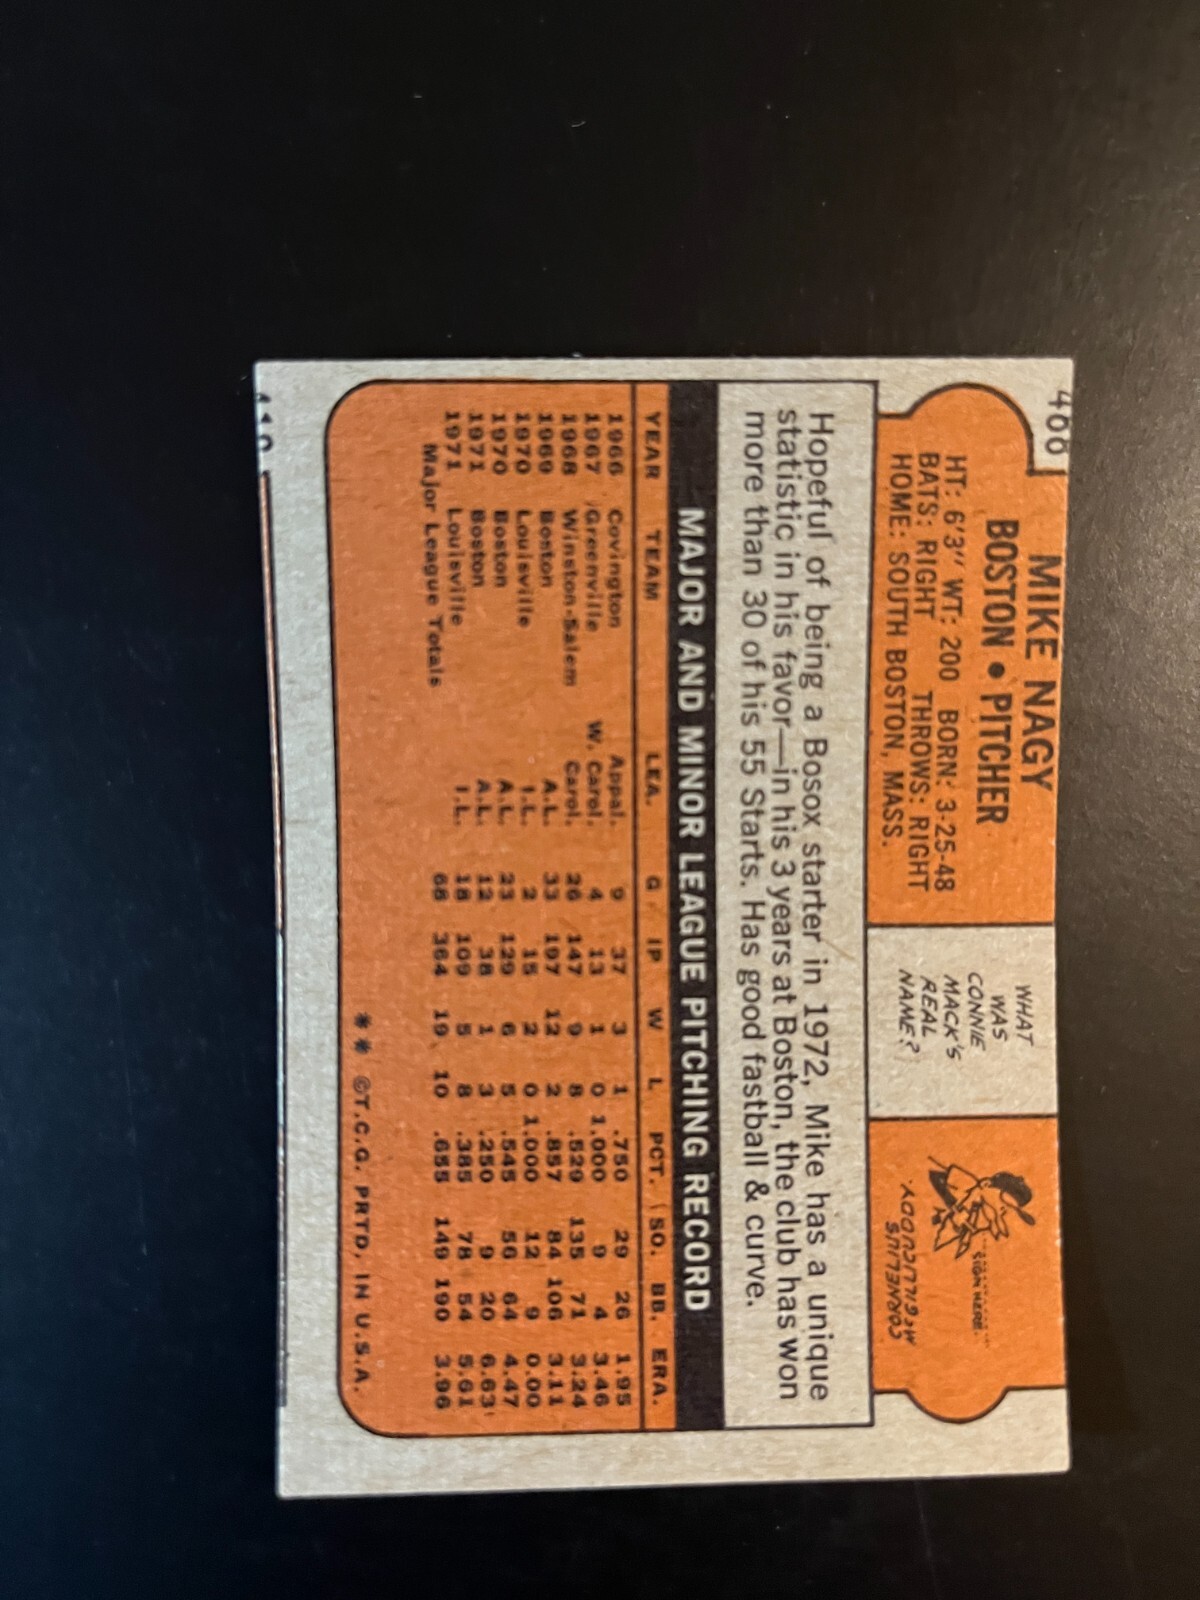 MIKE NAGY
BOSTON • PITCHER
HT: 6'3" WT: 200 BORN: 3-25-48
BATS: RIGHT THROWS: RIGHT
HOME: SOUTH BOSTON, MASS.
WHAT
WAS
CONNIE
MACK'S
REAL
NAME?
SIGN HERE.
CORNELIUS
McGILLCUDDY.
Hopeful of being a Bosox starter in 1972, Mike has a unique
statistic in his favor—in his 3 years at Boston, the club has won
more than 30 of his 55 Starts. Has good fastball & curve.
MAJOR AND MINOR LEAGUE PITCHING RECORD
YEAR TEAM LEA. G IP W L PCT. SO. BB. ERA.
1966 Covington Appal. 9 37 3 1 .750 29 26 1.95
1967 Greenville W. Carol. 4 13 1 0 1.000 9 4 3.46
1968 Winston-Salem Carol. 26 147 9 8 .529 135 71 3.24
1969 Boston A.L. 33 197 12 2 .857 84 106 3.11
1970 Louisville I.L. 2 15 2 0 1.000 12 9 0.00
1970 Boston A.L. 23 129 6 5 .545 56 64 4.47
1971 Boston A.L. 12 38 1 3 .250 9 20 6.63
1971 Louisville I.L. 18 109 5 8 .385 78 54 5.61
Major League Totals 68 364 19 10 .655 149 190 3.96
** ©T.C.G. PRTD. IN U.S.A.